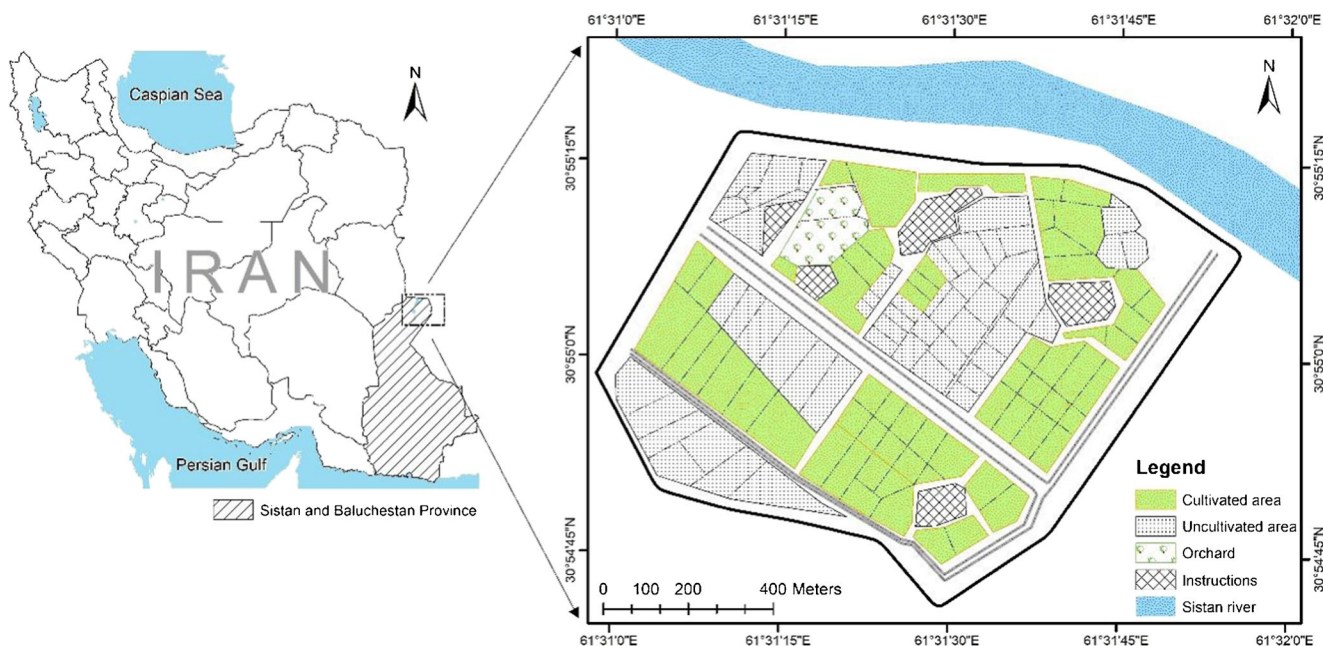 Caspian Sea
N
IRAN
Persian Gulf
Sistan and Baluchestan Province
61°31'0"E 61°31'15"E 61°31'30"E 61°31'45"E 61°32'0"E
N
30°55'15"N
30°55'0"N
30°54'45"N
30°55'15"N
30°55'0"N
30°54'45"N
Legend
Cultivated area
Uncultivated area
Orchard
Instructions
Sistan river
0 100 200 400 Meters
61°31'0"E 61°31'15"E 61°31'30"E 61°31'45"E 61°32'0"E